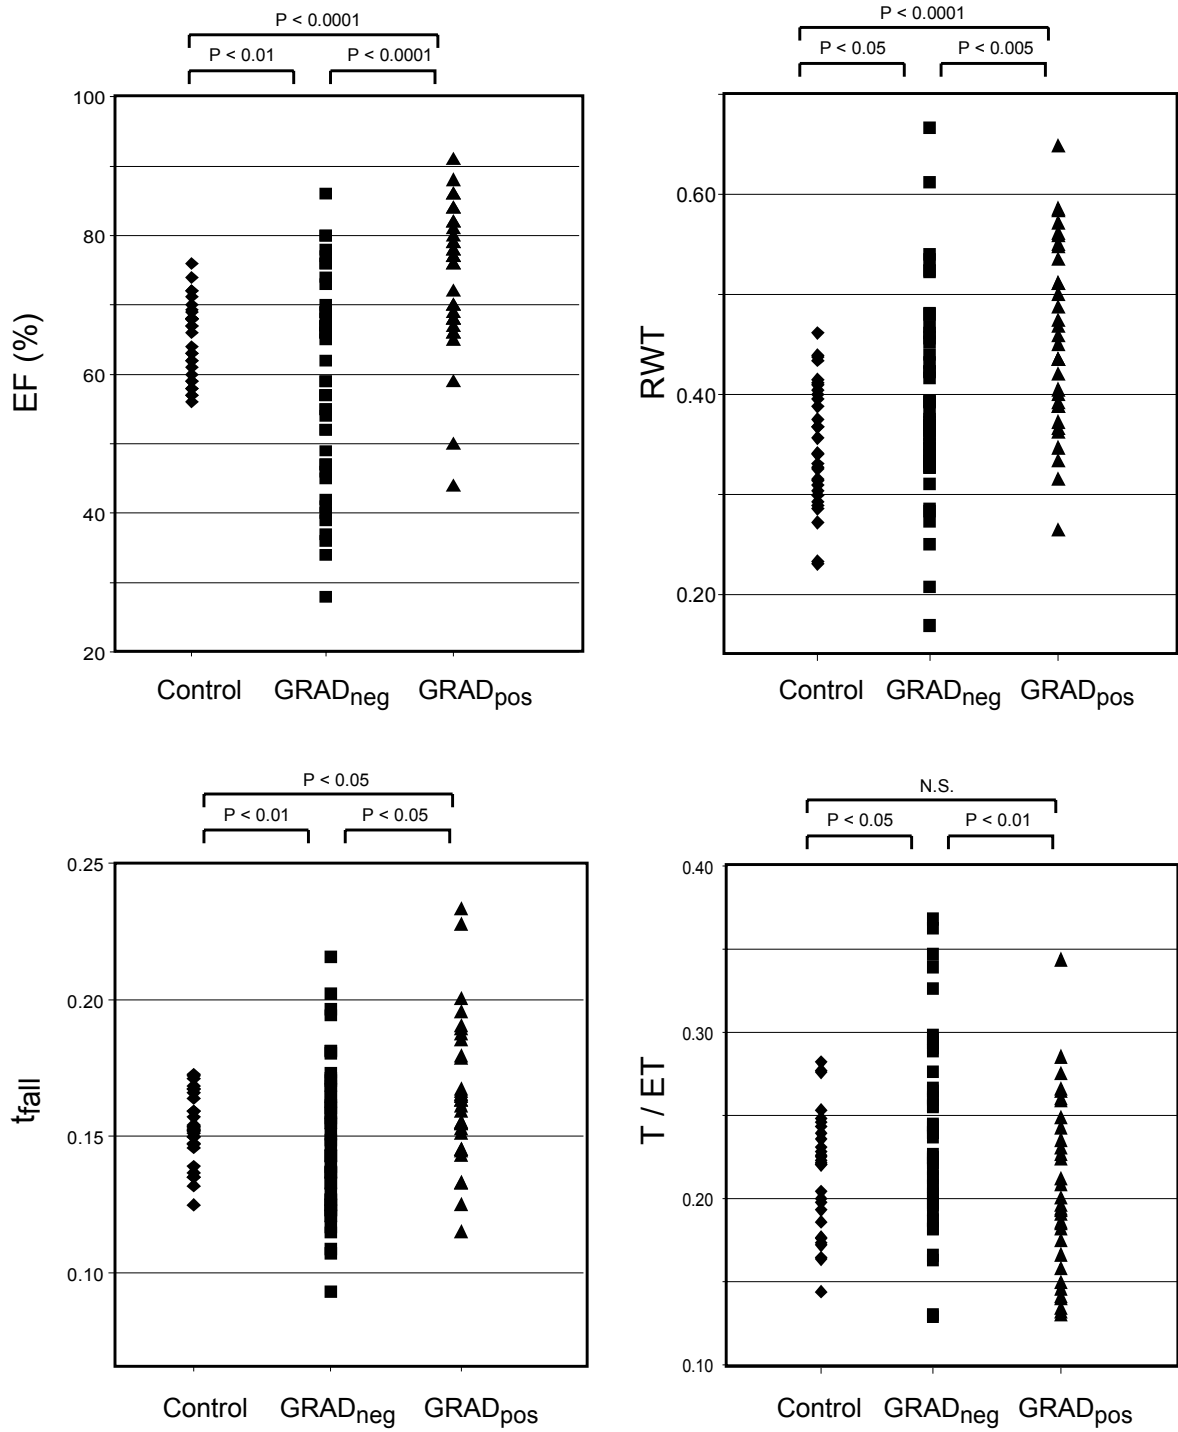 P < 0.0001
P < 0.01 P < 0.0001
100
80
60
40
20
EF (%)
Control GRADneg GRADpos
P < 0.0001
P < 0.05 P < 0.005
0.60
0.40
0.20
RWT
Control GRADneg GRADpos
P < 0.05
P < 0.01 P < 0.05
0.25
0.20
0.15
0.10
tfall
Control GRADneg GRADpos
N.S.
P < 0.05 P < 0.01
0.40
0.30
0.20
0.10
T / ET
Control GRADneg GRADpos